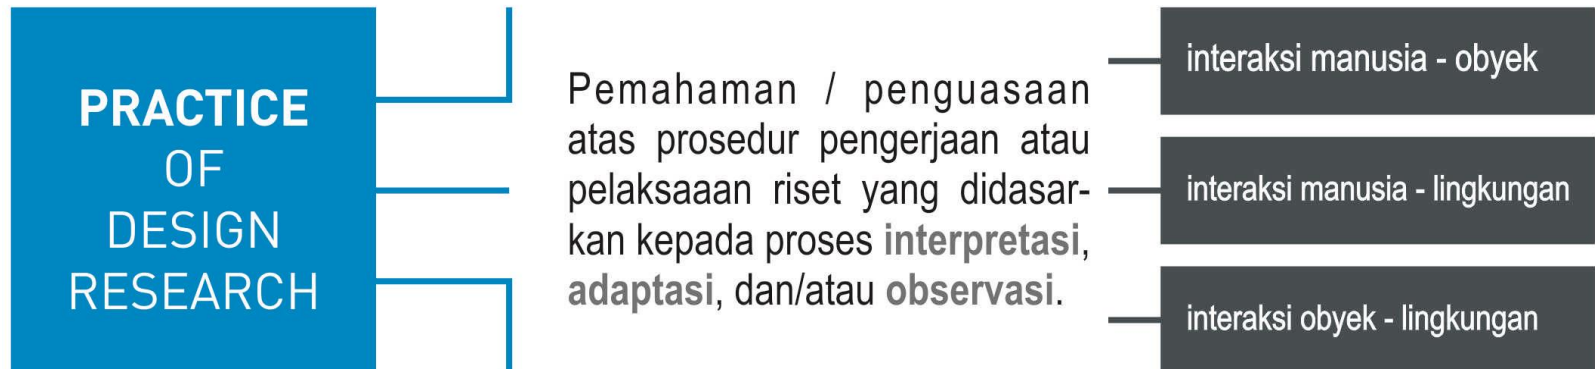 PRACTICE
OF
DESIGN
RESEARCH
Pemahaman / penguasaan
atas prosedur pengerjaan atau
pelaksaaan riset yang didasar-
kan kepada proses interpretasi,
adaptasi, dan/atau observasi.
interaksi manusia - obyek
interaksi manusia - lingkungan
interaksi obyek - lingkungan